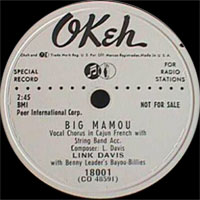 OKeh
SPECIAL
RECORD
FOR
RADIO
STATIONS
2:45
BMI
NOT FOR SALE
Peer International Corp.
BIG MAMOU
Vocal Chorus in Cajun French with
String Band Acc.
Composer: L. Davis
LINK DAVIS
with Benny Leader's Bayou-Billies
18001
(CO 48591)